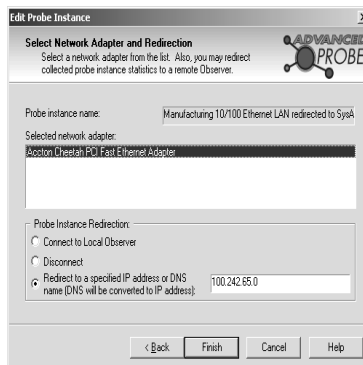 Edit Probe Instance
Select Network Adapter and Redirection
Select a network adapter from the list. Also, you may redirect
collected probe instance statistics to a remote Observer.
ADVANCED
PROBE
Probe instance name:
Manufacturing 10/100 Ethernet LAN redirected to SysA
Selected network adapter:
Accton Cheetah PCI Fast Ethernet Adapter
Probe Instance Redirection:
Connect to Local Observer
Disconnect
Redirect to a specified IP address or DNS
name (DNS will be converted to IP address):
100.242.65.0
< Back
Finish
Cancel
Help